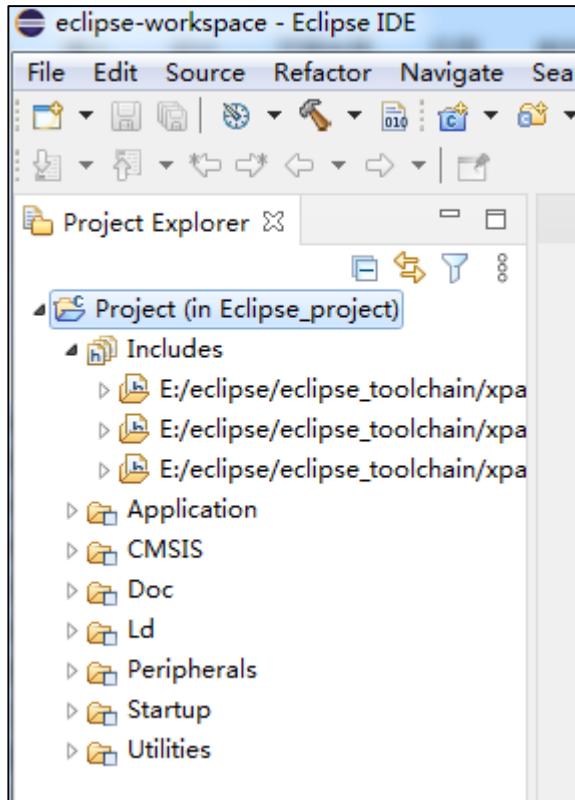 eclipse-workspace - Eclipse IDE
File Edit Source Refactor Navigate Sea
010
Project Explorer
Project (in Eclipse_project)
Includes
E:/eclipse/eclipse_toolchain/xpa
E:/eclipse/eclipse_toolchain/xpa
E:/eclipse/eclipse_toolchain/xpa
Application
CMSIS
Doc
Ld
Peripherals
Startup
Utilities